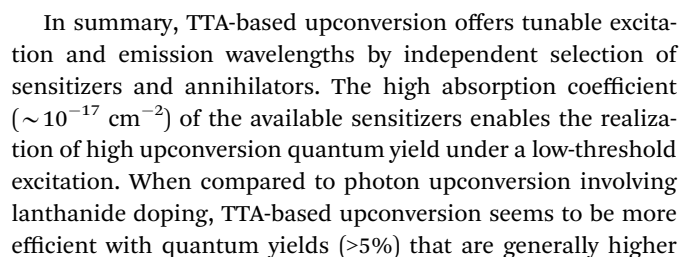 In summary, TTA-based upconversion offers tunable excita-
tion and emission wavelengths by independent selection of
sensitizers and annihilators. The high absorption coefficient
(~10⁻¹⁷ cm⁻²) of the available sensitizers enables the realiza-
tion of high upconversion quantum yield under a low-threshold
excitation. When compared to photon upconversion involving
lanthanide doping, TTA-based upconversion seems to be more
efficient with quantum yields (>5%) that are generally higher